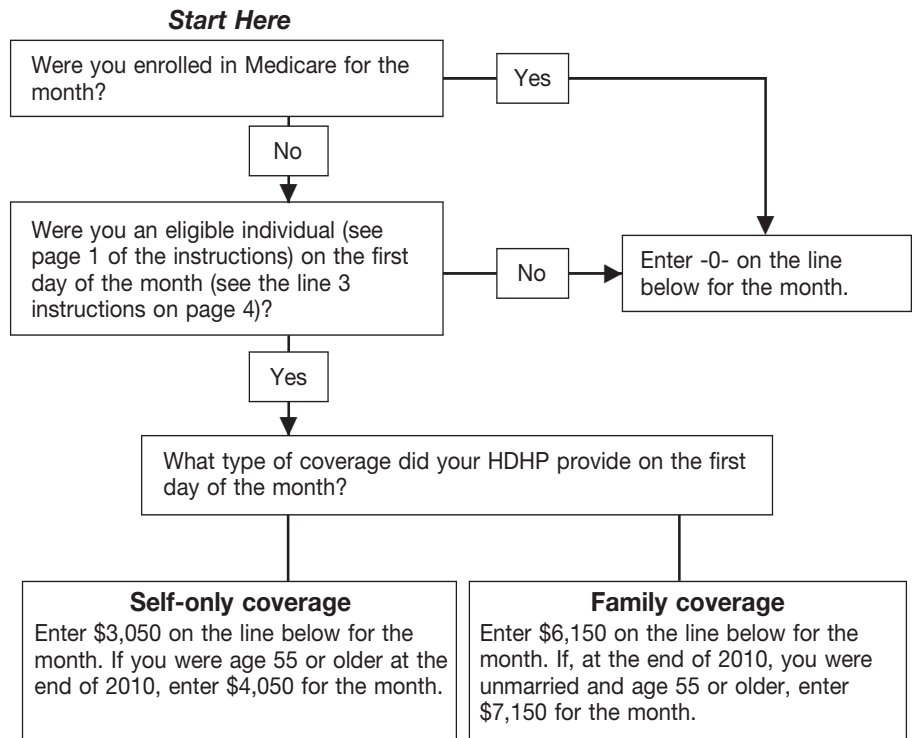 Start Here
Were you enrolled in Medicare for the
month?
Yes
No
Were you an eligible individual (see
page 1 of the instructions) on the first
day of the month (see the line 3
instructions on page 4)?
No
Enter -0- on the line
below for the month.
Yes
What type of coverage did your HDHP provide on the first
day of the month?
Self-only coverage
Enter $3,050 on the line below for the
month. If you were age 55 or older at the
end of 2010, enter $4,050 for the month.
Family coverage
Enter $6,150 on the line below for the
month. If, at the end of 2010, you were
unmarried and age 55 or older, enter
$7,150 for the month.